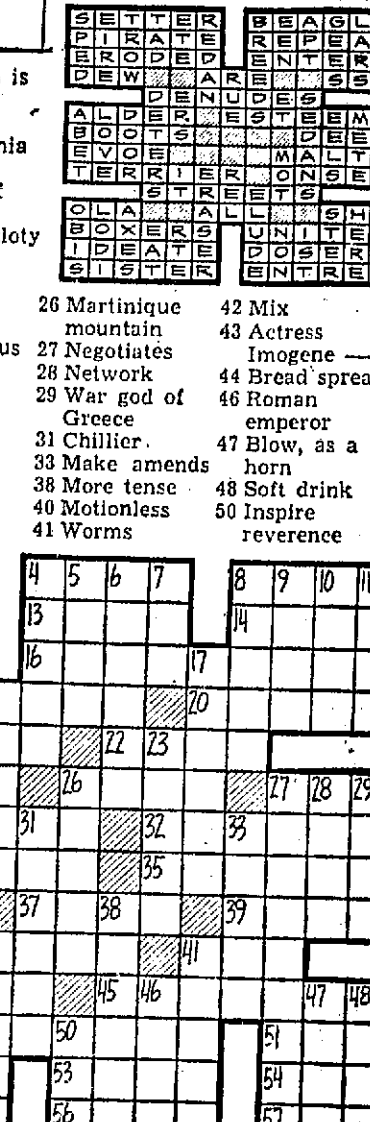 SETTER BEAGL
PIRATE REPEA
ERODED ENTER
DEW ARE SS
DENUDES
ALDER ESTEEM
BOOTS DEE
EVOE MALT
TERRIER ONSE
STREETS
OLA ALL SH
BOXERS UNITE
IDEATE DOSER
SISTER ENTRE
is
nia
loty
us
26 Martinique
mountain
27 Negotiates
28 Network
29 War god of
Greece
31 Chillier
33 Make amends
38 More tense
40 Motionless
41 Worms
42 Mix
43 Actress
Imogene —
44 Bread sprea
46 Roman
emperor
47 Blow, as a
horn
48 Soft drink
50 Inspire
reverence
4 5 6 7 8 9 10 11
13 14
16 17
20
22 23
26 27 28 29
31 32 33
35
37 38 39
41
45 46 47 48
50 51
53 54
56 57